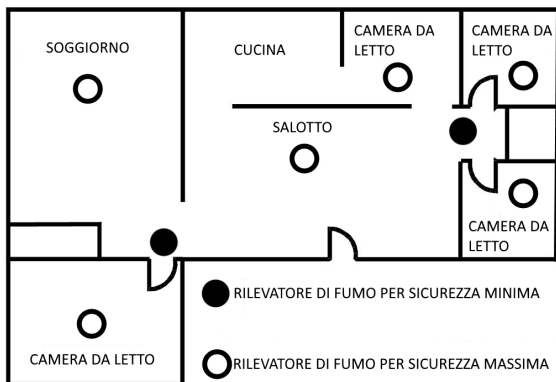 SOGGIORNO
CUCINA
CAMERA DA
LETTO
CAMERA DA
LETTO
SALOTTO
CAMERA DA
LETTO
CAMERA DA LETTO
RILEVATORE DI FUMO PER SICUREZZA MINIMA
RILEVATORE DI FUMO PER SICUREZZA MASSIMA